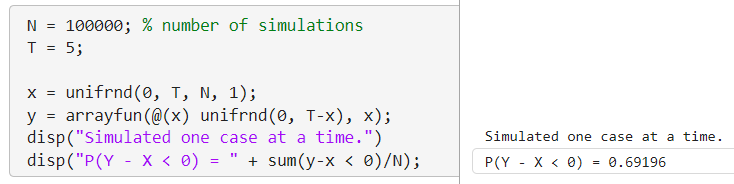 N = 100000; % number of simulations
T = 5;
x = unifrnd(0, T, N, 1);
y = arrayfun(@(x) unifrnd(0, T-x), x);
disp("Simulated one case at a time.")
disp("P(Y - X < 0) = " + sum(y-x < 0)/N);
Simulated one case at a time.
P(Y - X < 0) = 0.69196